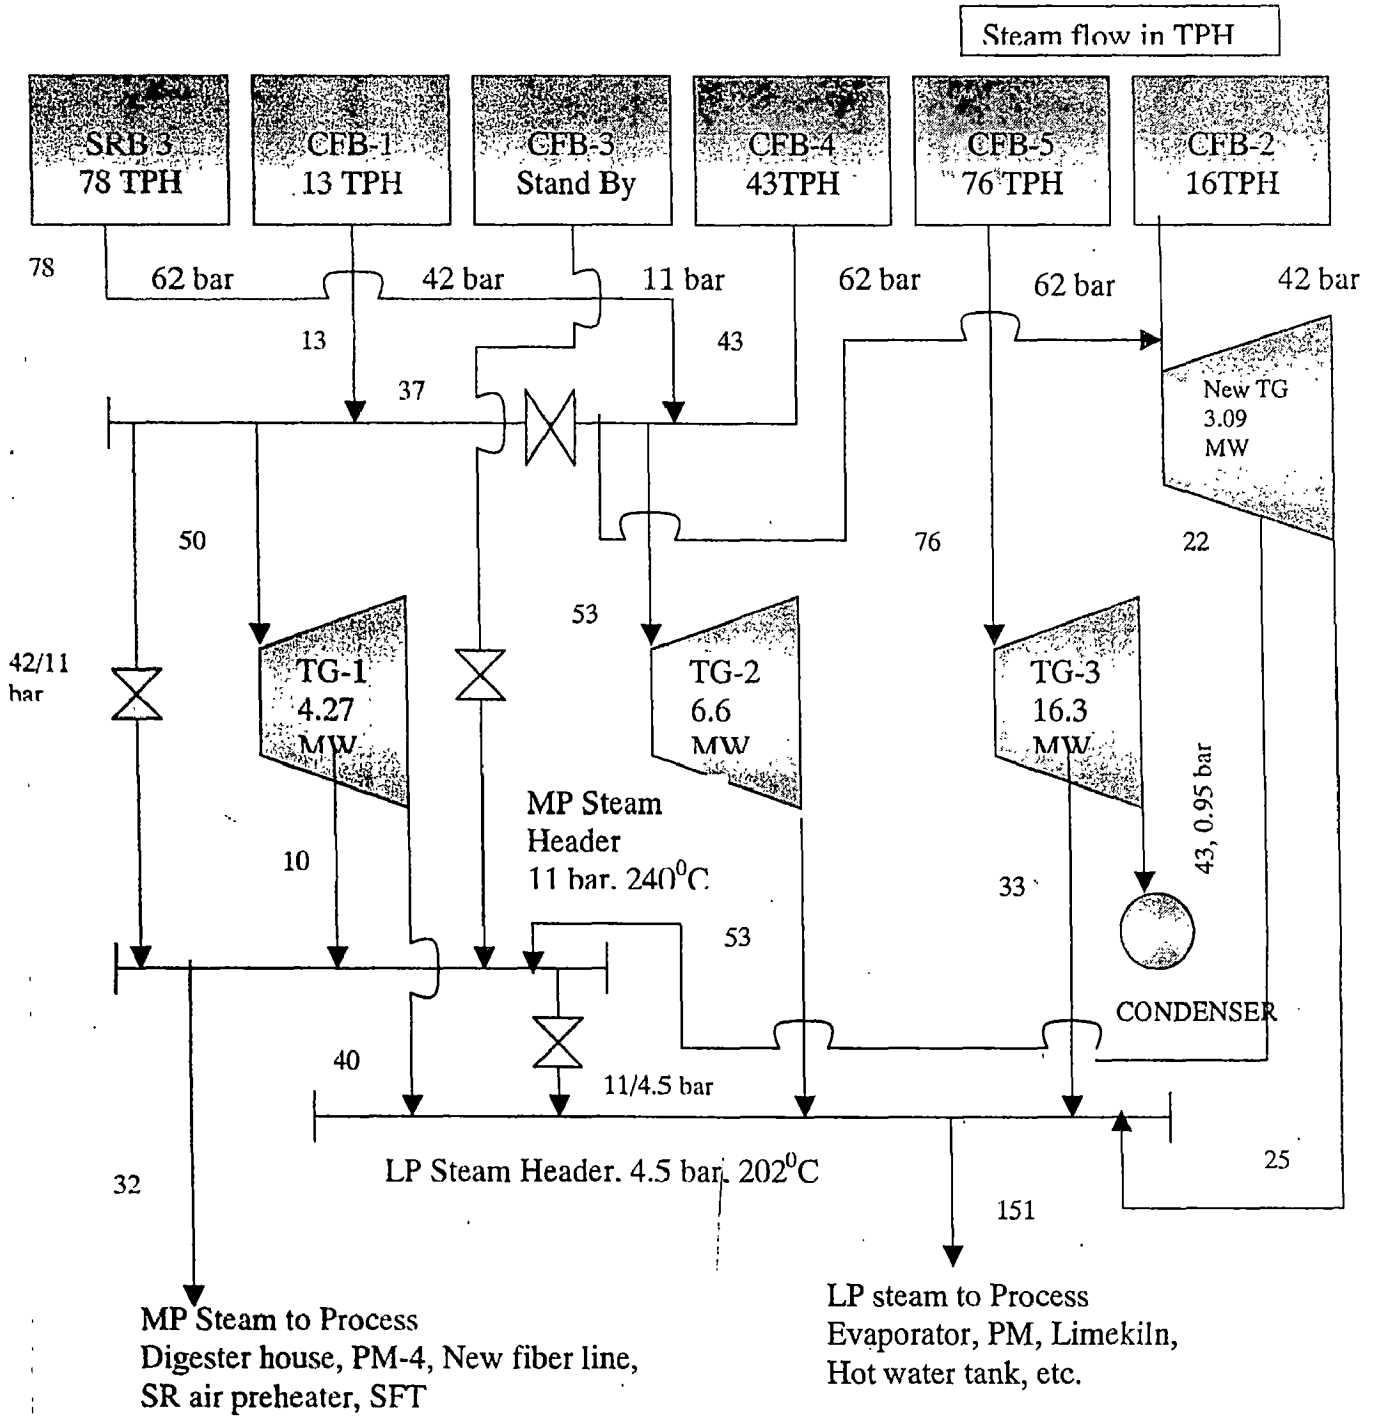 Steam flow in TPH
SRB 3
78 TPH
CFB-1
13 TPH
CFB-3
Stand By
CFB-4
43TPH
CFB-5
76 TPH
CFB-2
16TPH
78
62 bar
42 bar
11 bar
62 bar
62 bar
42 bar
13
43
37
New TG
3.09
MW
50
76
22
53
42/11
bar
TG-1
4.27
MW
TG-2
6.6
MW
TG-3
16.3
MW
43, 0.95 bar
MP Steam
Header
11 bar. 240⁰C
10
33
53
CONDENSER
40
11/4.5 bar
LP Steam Header. 4.5 bar. 202⁰C
32
25
151
MP Steam to Process
Digester house, PM-4, New fiber line,
SR air preheater, SFT
LP steam to Process
Evaporator, PM, Limekiln,
Hot water tank, etc.